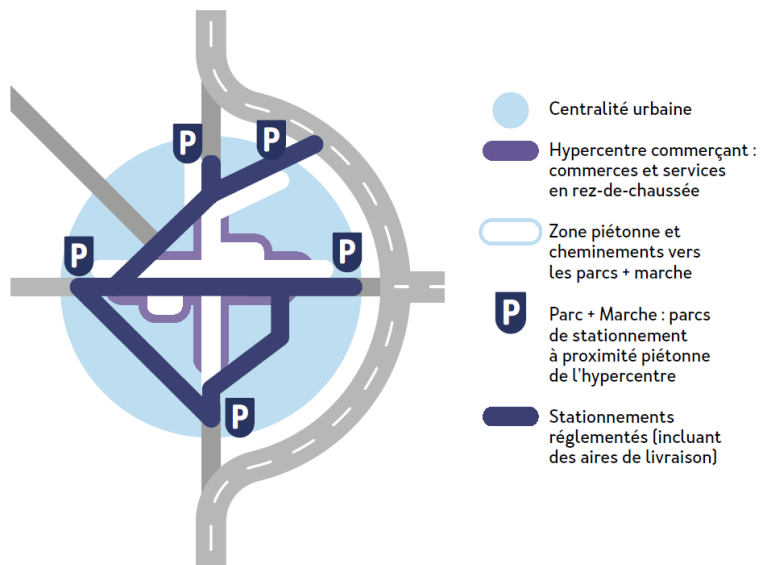 P
P
P
P
P
Centralité urbaine
Hypercentre commerçant :
commerces et services
en rez-de-chaussée
Zone piétonne et
cheminements vers
les parcs + marche
P
Parc + Marche : parcs
de stationnement
à proximité piétonne
de l'hypercentre
Stationnements
réglementés (incluant
des aires de livraison)